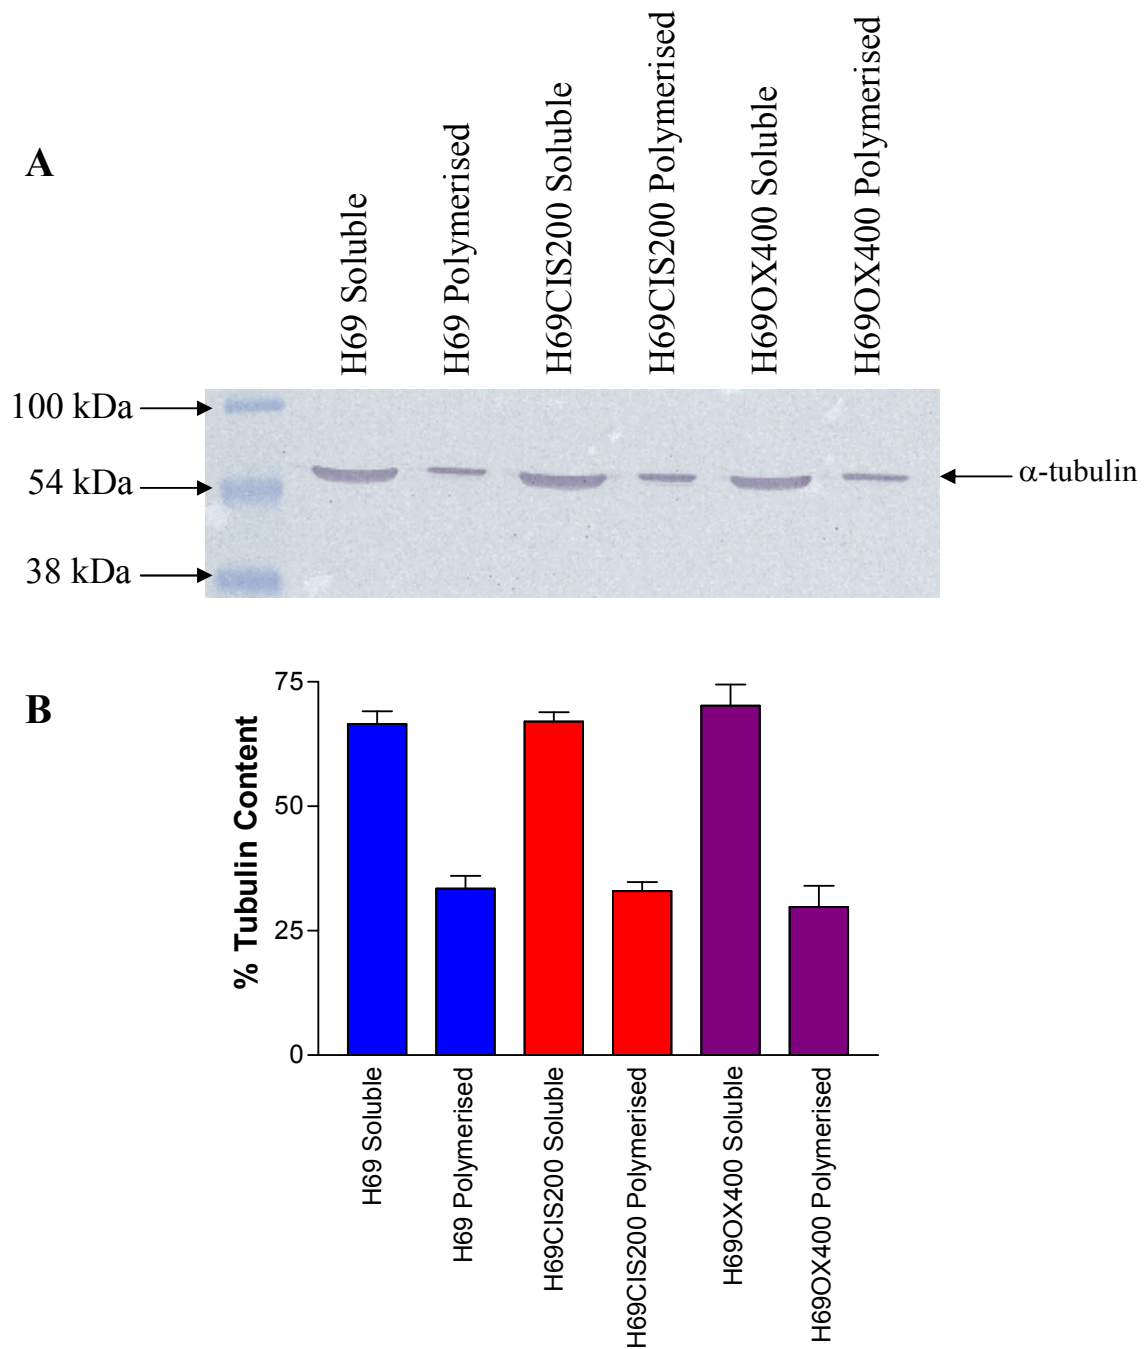 A
H69 Soluble
H69 Polymerised
H69CIS200 Soluble
H69CIS200 Polymerised
H69OX400 Soluble
H69OX400 Polymerised
100 kDa
54 kDa
38 kDa
α-tubulin
B
% Tubulin Content
75
50
25
0
H69 Soluble
H69 Polymerised
H69CIS200 Soluble
H69CIS200 Polymerised
H69OX400 Soluble
H69OX400 Polymerised